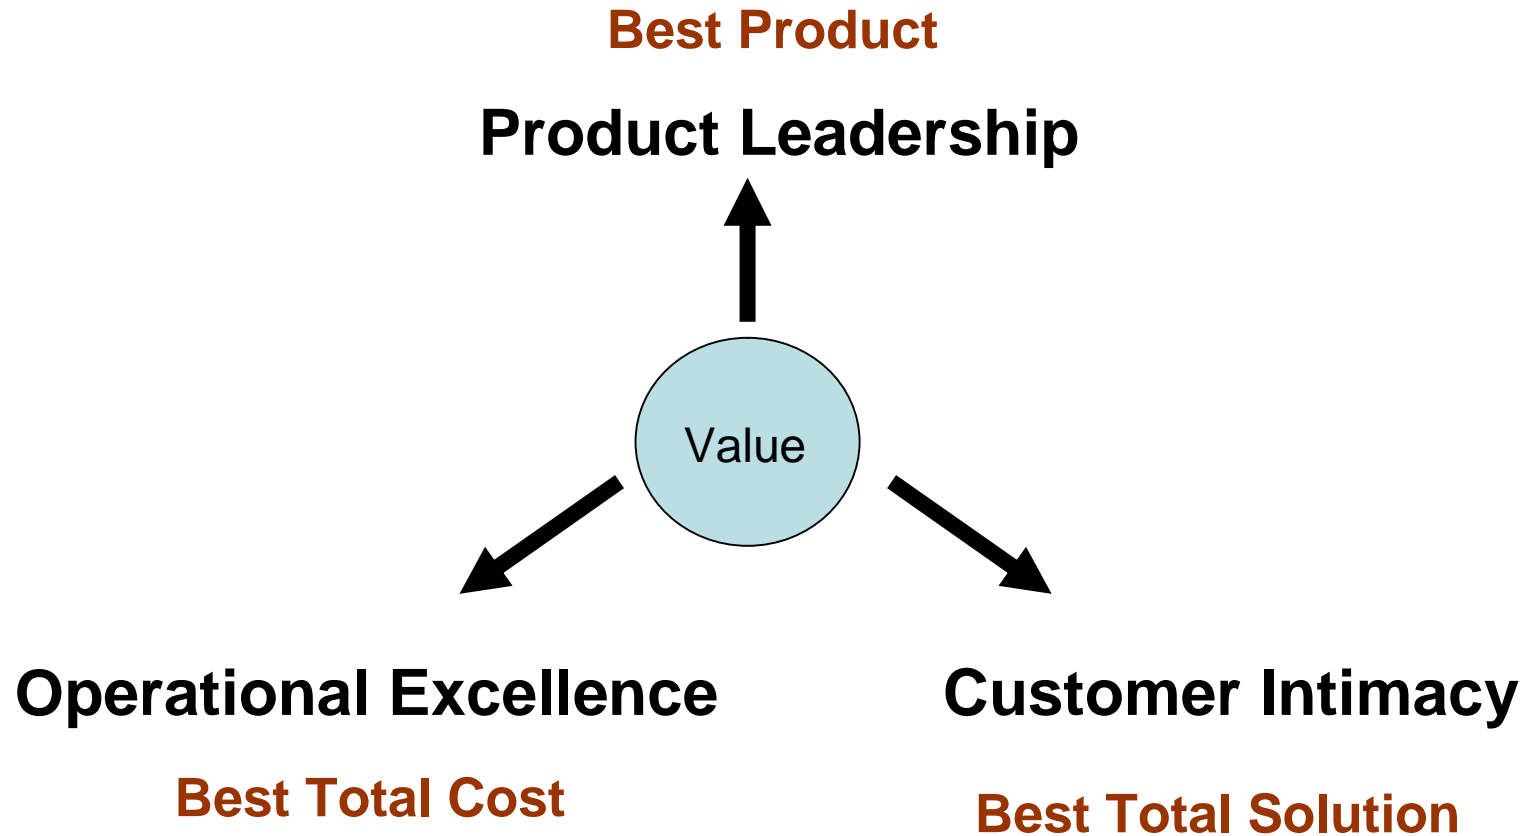 Best Product
Product Leadership
Value
Operational Excellence
Customer Intimacy
Best Total Cost
Best Total Solution